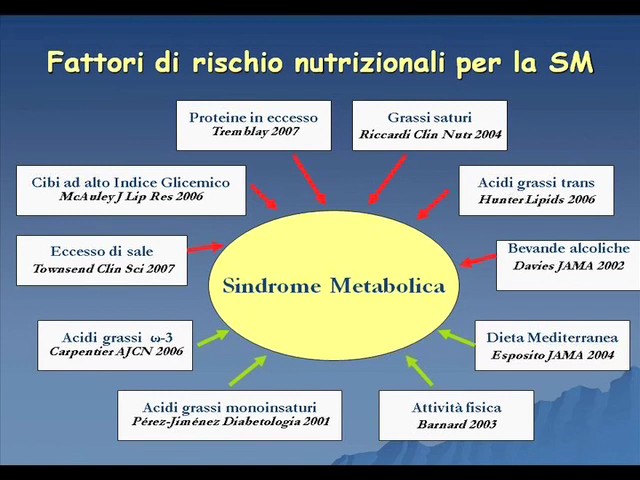 Fattori di rischio nutrizionali per la SM
Proteine in eccesso
Tremblay 2007
Grassi saturi
Riccardi Clin Nutr 2004
Cibi ad alto Indice Glicemico
McAuley J Lip Res 2006
Acidi grassi trans
Hunter Lipids 2006
Eccesso di sale
Townsend Clin Sci 2007
Bevande alcoliche
Davies JAMA 2002
Sindrome Metabolica
Acidi grassi ω-3
Carpentier AJCN 2006
Dieta Mediterranea
Esposito JAMA 2004
Acidi grassi monoinsaturi
Pérez-Jiménez Diabetologia 2001
Attività fisica
Barnard 2003